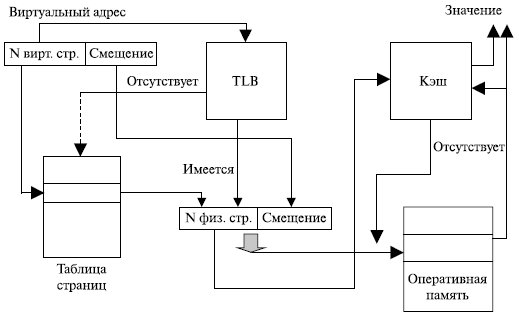 Виртуальный адрес
Значение
N вирт. стр.
Смещение
TLB
Кэш
Отсутствует
Отсутствует
Имеется
N физ. стр.
Смещение
Таблица
страниц
Оперативная
память